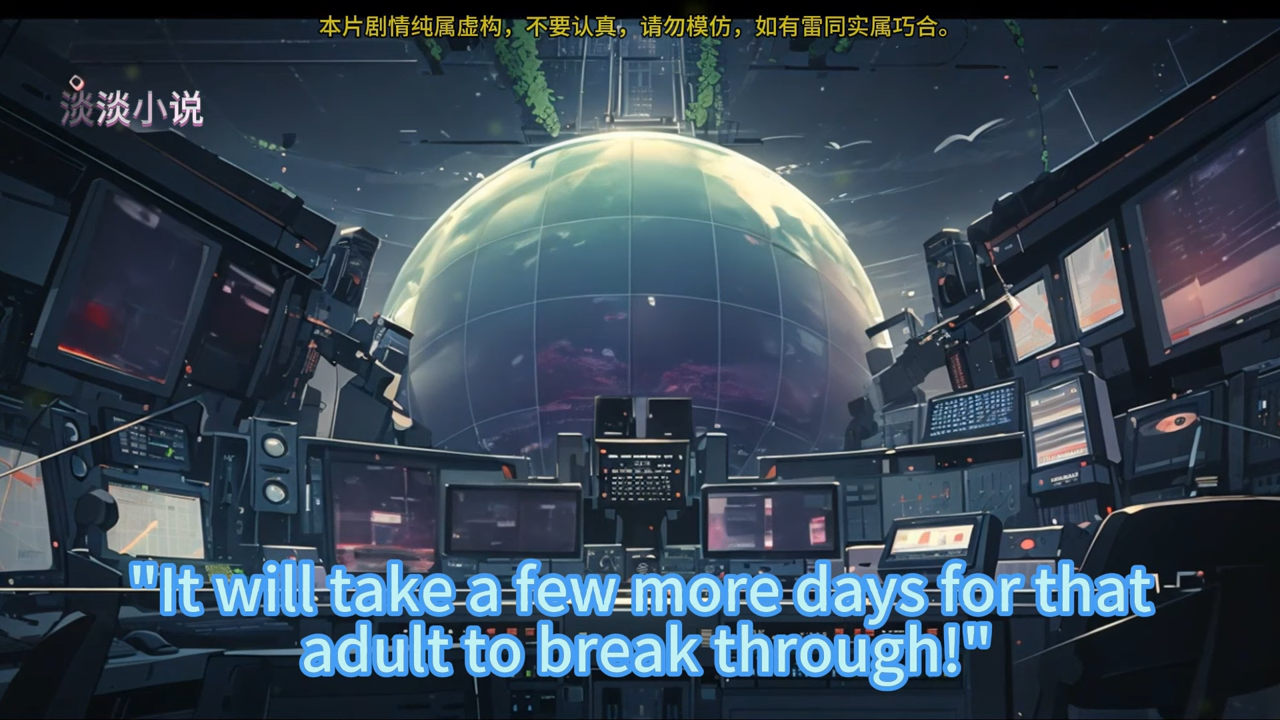 本片剧情纯属虚构，不要认真，请勿模仿，如有雷同实属巧合。
淡淡小说
"It will take a few more days for that
adult to break through!"